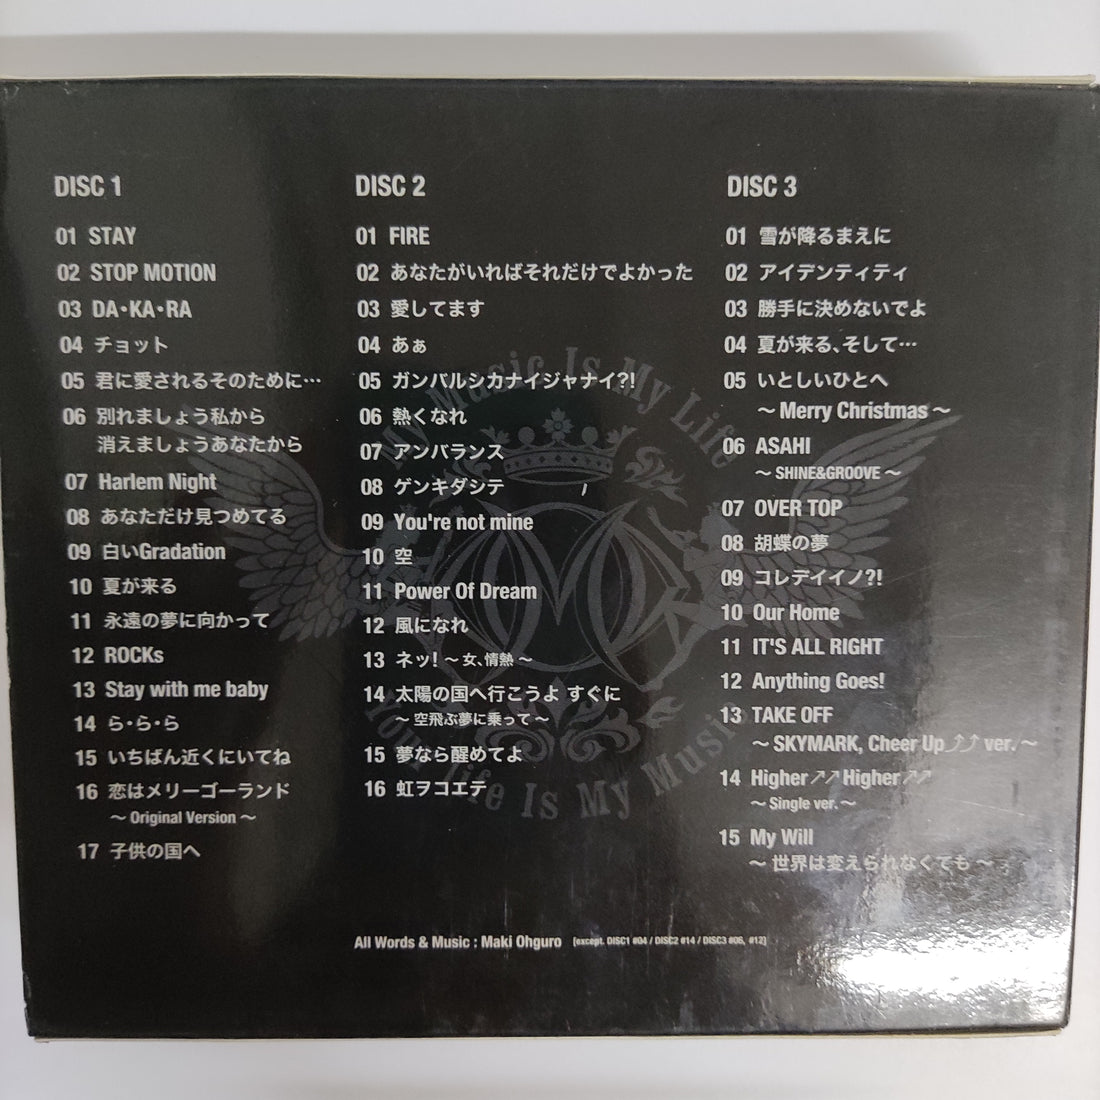 DISC 1
01 STAY
02 STOP MOTION
03 DA・KA・RA
04 チョット
05 君に愛されるそのために…
06 別れましょう私から
消えましょうあなたから
07 Harlem Night
08 あなただけ見つめてる
09 白いGradation
10 夏が来る
11 永遠の夢に向かって
12 ROCKs
13 Stay with me baby
14 ら・ら・ら
15 いちばん近くにいてね
16 恋はメリーゴーランド
～ Original Version ～
17 子供の国へ
DISC 2
01 FIRE
02 あなたがいればそれだけでよかった
03 愛してます
04 あぁ
05 ガンバルシカナイジャナイ?!
06 熱くなれ
07 アンバランス
08 ゲンキダシテ
09 You're not mine
10 空
11 Power Of Dream
12 風になれ
13 ネッ! ～ 女、情熱 ～
14 太陽の国へ行こうよ すぐに
～ 空飛ぶ夢に乗って ～
15 夢なら醒めてよ
16 虹ヲコエテ
DISC 3
01 雪が降るまえに
02 アイデンティティ
03 勝手に決めないでよ
04 夏が来る、そして…
05 いとしいひとへ
～ Merry Christmas ～
06 ASAHI
～ SHINE&GROOVE ～
07 OVER TOP
08 胡蝶の夢
09 コレデイイノ?!
10 Our Home
11 IT'S ALL RIGHT
12 Anything Goes!
13 TAKE OFF
～ SKYMARK, Cheer Up⤴⤴ ver. ～
14 Higher↗↗Higher↗↗
～ Single ver. ～
15 My Will
～ 世界は変えられなくても ～
My Music Is My Life
Your life Is My Music
All Words & Music : Maki Ohguro [except. DISC1 #04 / DISC2 #14 / DISC3 #06, #12]